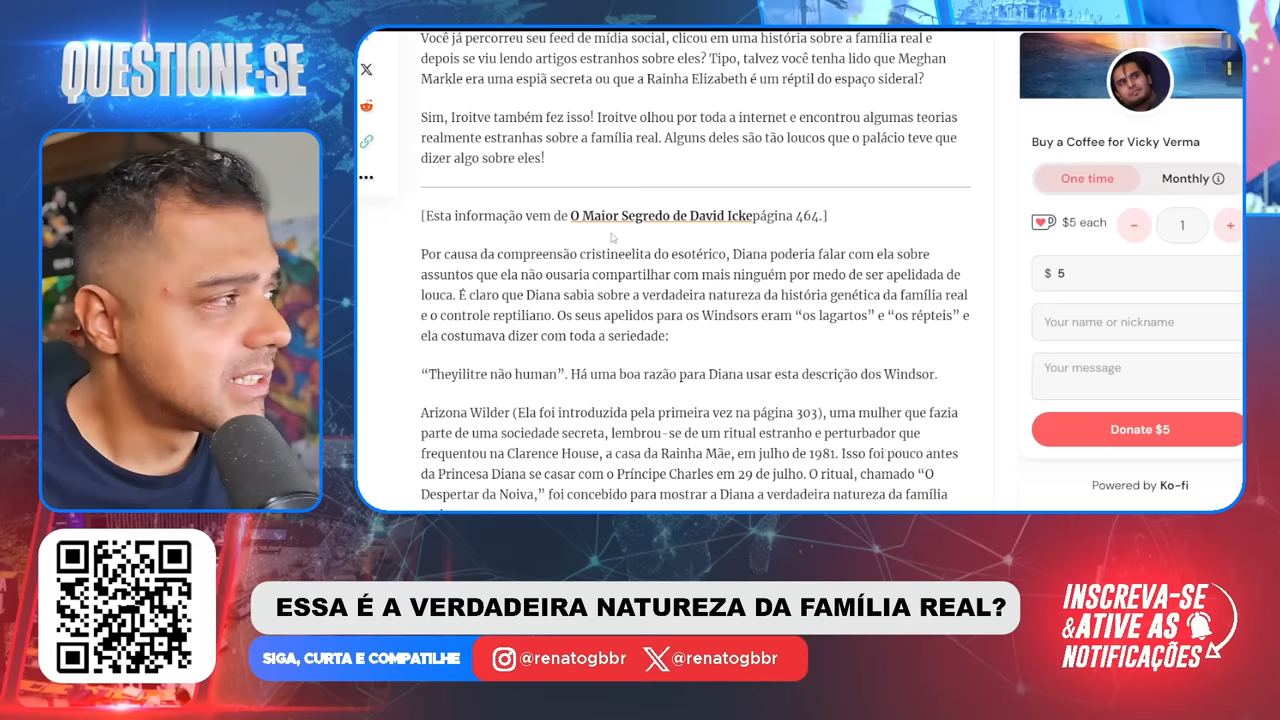 QUESTIONE-SE
Você já percorreu seu feed de mídia social, clicou em uma história sobre a família real e
depois se viu lendo artigos estranhos sobre eles? Tipo, talvez você tenha lido que Meghan
Markle era uma espiã secreta ou que a Rainha Elizabeth é um réptil do espaço sideral?
Sim, Iroitve também fez isso! Iroitve olhou por toda a internet e encontrou algumas teorias
realmente estranhas sobre a família real. Alguns deles são tão loucos que o palácio teve que
dizer algo sobre eles!
[Esta informação vem de O Maior Segredo de David Ickepágina 464.]
Por causa da compreensão cristineelita do esotérico, Diana poderia falar com ela sobre
assuntos que ela não ousaria compartilhar com mais ninguém por medo de ser apelidada de
louca. É claro que Diana sabia sobre a verdadeira natureza da história genética da família real
e o controle reptiliano. Os seus apelidos para os Windsors eram “os lagartos” e “os répteis” e
ela costumava dizer com toda a seriedade:
“Theyilitre não human”. Há uma boa razão para Diana usar esta descrição dos Windsor.
Arizona Wilder (Ela foi introduzida pela primeira vez na página 303), uma mulher que fazia
parte de uma sociedade secreta, lembrou-se de um ritual estranho e perturbador que
frequentou na Clarence House, a casa da Rainha Mãe, em julho de 1981. Isso foi pouco antes
da Princesa Diana se casar com o Príncipe Charles em 29 de julho. O ritual, chamado “O
Despertar da Noiva,” foi concebido para mostrar a Diana a verdadeira natureza da família
Buy a Coffee for Vicky Verma
One time
Monthly
$5 each
-
1
+
$ 5
Your name or nickname
Your message
Donate $5
Powered by Ko-fi
ESSA É A VERDADEIRA NATUREZA DA FAMÍLIA REAL?
SIGA, CURTA E COMPATILHE
@renatogbbr
@renatogbbr
INSCREVA-SE
&ATIVE AS
NOTIFICAÇÕES